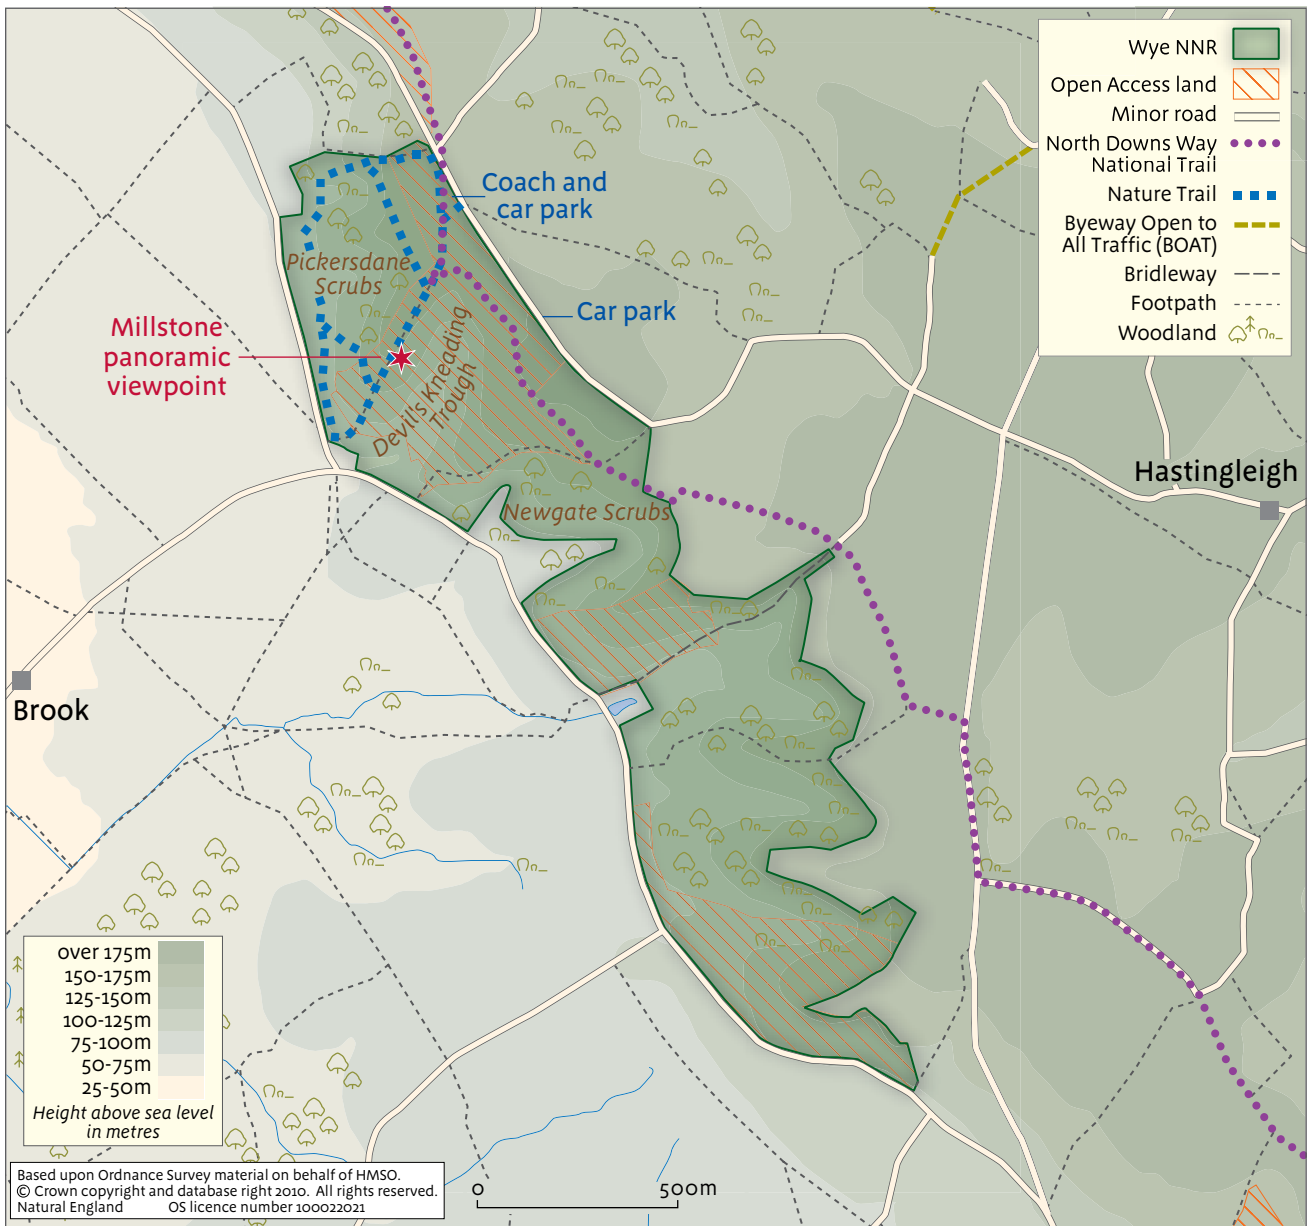 Wye NNR
Open Access land
Minor road
North Downs Way
National Trail
Nature Trail
Byeway Open to
All Traffic (BOAT)
Bridleway
Footpath
Woodland
Coach and
car park
Pickersdane
Scrubs
Car park
Millstone
panoramic
viewpoint
Devil's Kneading
Trough
Hastingleigh
Newgate Scrubs
Brook
over 175m
150-175m
125-150m
100-125m
75-100m
50-75m
25-50m
Height above sea level
in metres
Based upon Ordnance Survey material on behalf of HMSO.
© Crown copyright and database right 2010. All rights reserved.
Natural England OS licence number 100022021
0 500m